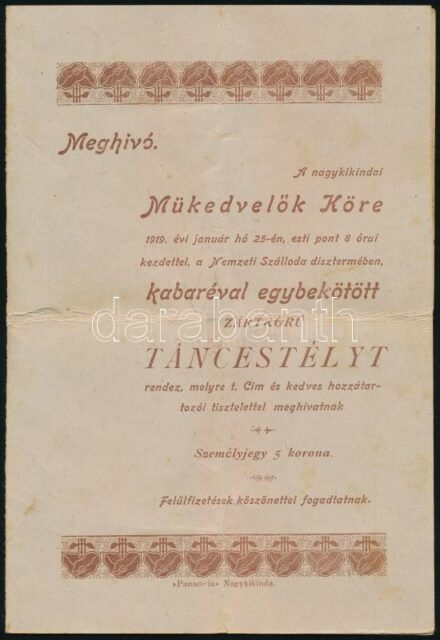 Meghivó.
A nagykikindai
Mükedvelök Köre
1919. évi január hó 25-én, esti pont 8 órai
kezdettel, a Nemzeti Szálloda disztermében,
kabaréval egybekötött
darabanth
ZÁRTKÖRÜ
TÁNCESTÉLYT
rendez, melyre t. Cim és kedves hozzátar-
tozói tisztelettel meghivatnak
Személyjegy 5 korona.
Felülfizetések köszönettel fogadtatnak.
»Pannonia« Nagykikinda.